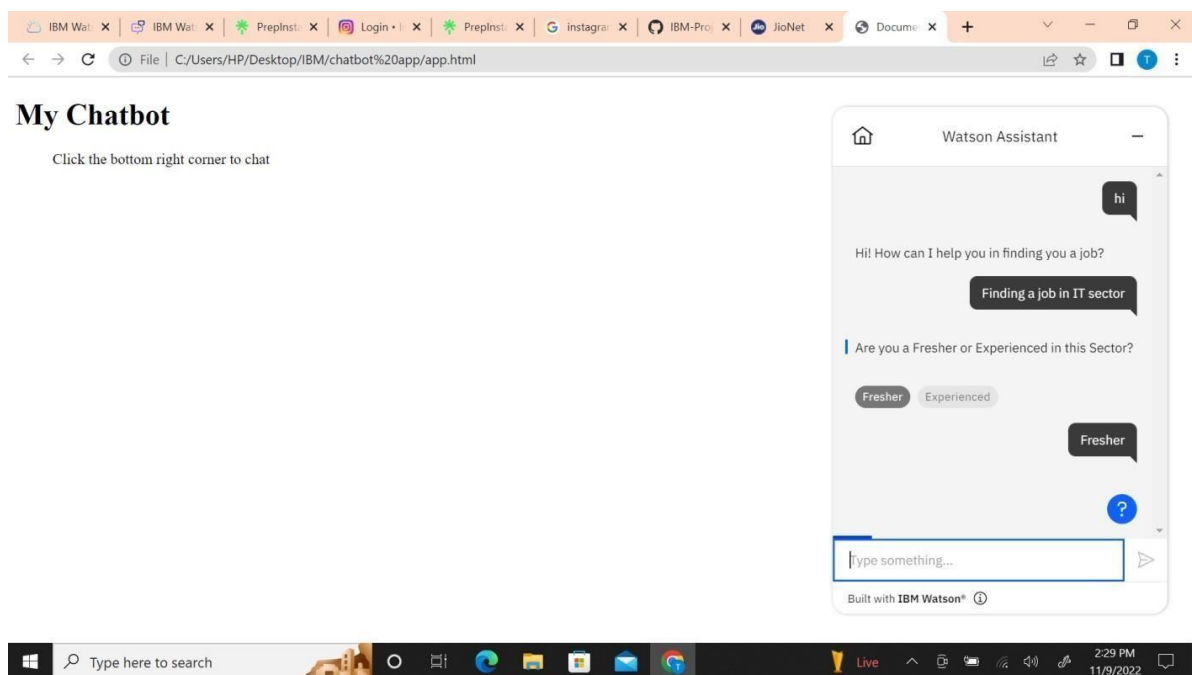 IBM Wat
IBM Wat
PrepInsta
Login • I
PrepInsta
instagrar
IBM-Proj
Jio
JioNet
Docume
File | C:/Users/HP/Desktop/IBM/chatbot%20app/app.html
T
My Chatbot
Click the bottom right corner to chat
Watson Assistant
hi
Hi! How can I help you in finding you a job?
Finding a job in IT sector
Are you a Fresher or Experienced in this Sector?
Fresher Experienced
Fresher
?
Type something...
Built with IBM Watson®
Type here to search
Live
2:29 PM
11/9/2022